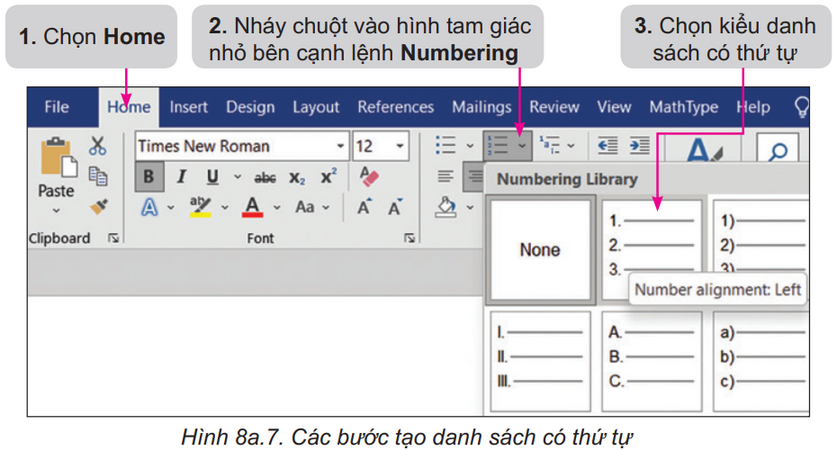 1. Chọn Home
2. Nháy chuột vào hình tam giác
nhỏ bên cạnh lệnh Numbering
3. Chọn kiểu danh
sách có thứ tự
File Home Insert Design Layout References Mailings Review View MathType Help
Times New Roman 12
Paste
B I U abc X₂ X²
A aby A Aa A A
Clipboard Font
Numbering Library
None
1.
2.
3.
1)
2)
3)
Number alignment: Left
I.
II.
III.
A.
B.
C.
a)
b)
c)
Hình 8a.7. Các bước tạo danh sách có thứ tự